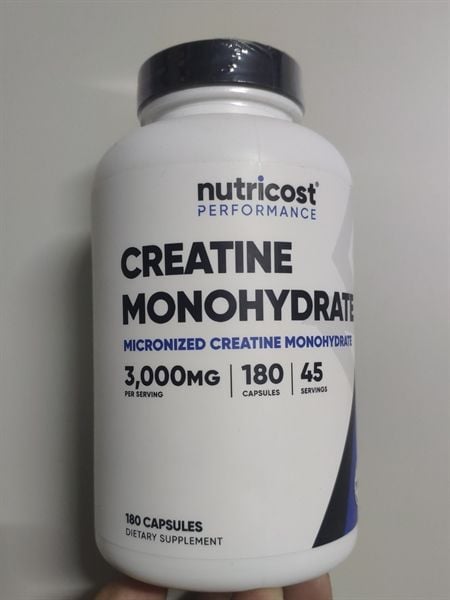 nutricost®
PERFORMANCE
CREATINE
MONOHYDRATE
MICRONIZED CREATINE MONOHYDRATE
3,000MG | 180 | 45
PER SERVING CAPSULES SERVINGS
180 CAPSULES
DIETARY SUPPLEMENT